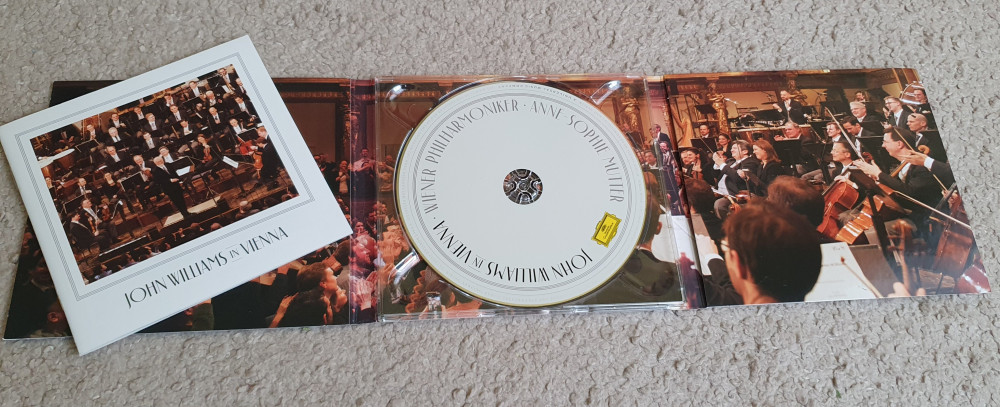 JOHN WILLIAMS IN VIENNA
WIENER PHILHARMONIKER · ANNE-SOPHIE MUTTER
JOHN WILLIAMS IN VIENNA